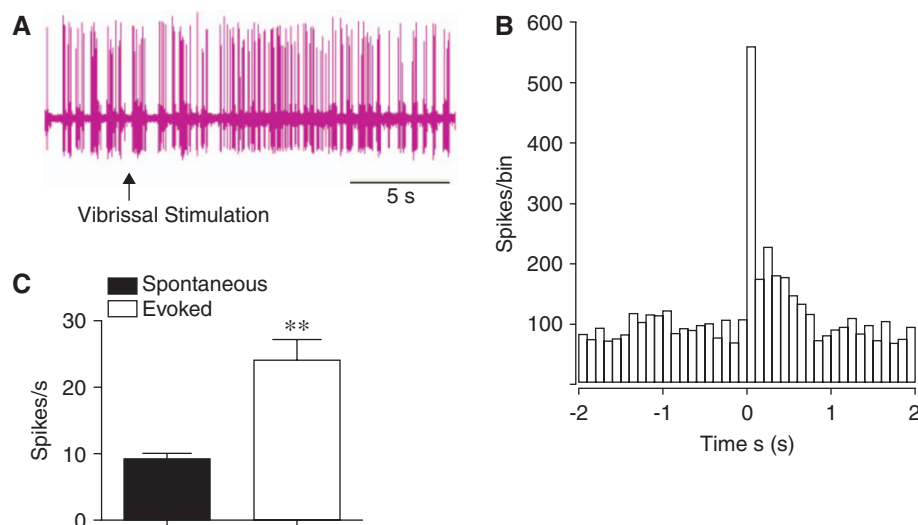 A
Vibrissal Stimulation
5 s
B
600
500
400
300
200
100
Spikes/bin
-2 -1 0 1 2
Time s (s)
C
Spontaneous
Evoked
**
30
20
10
0
Spikes/s